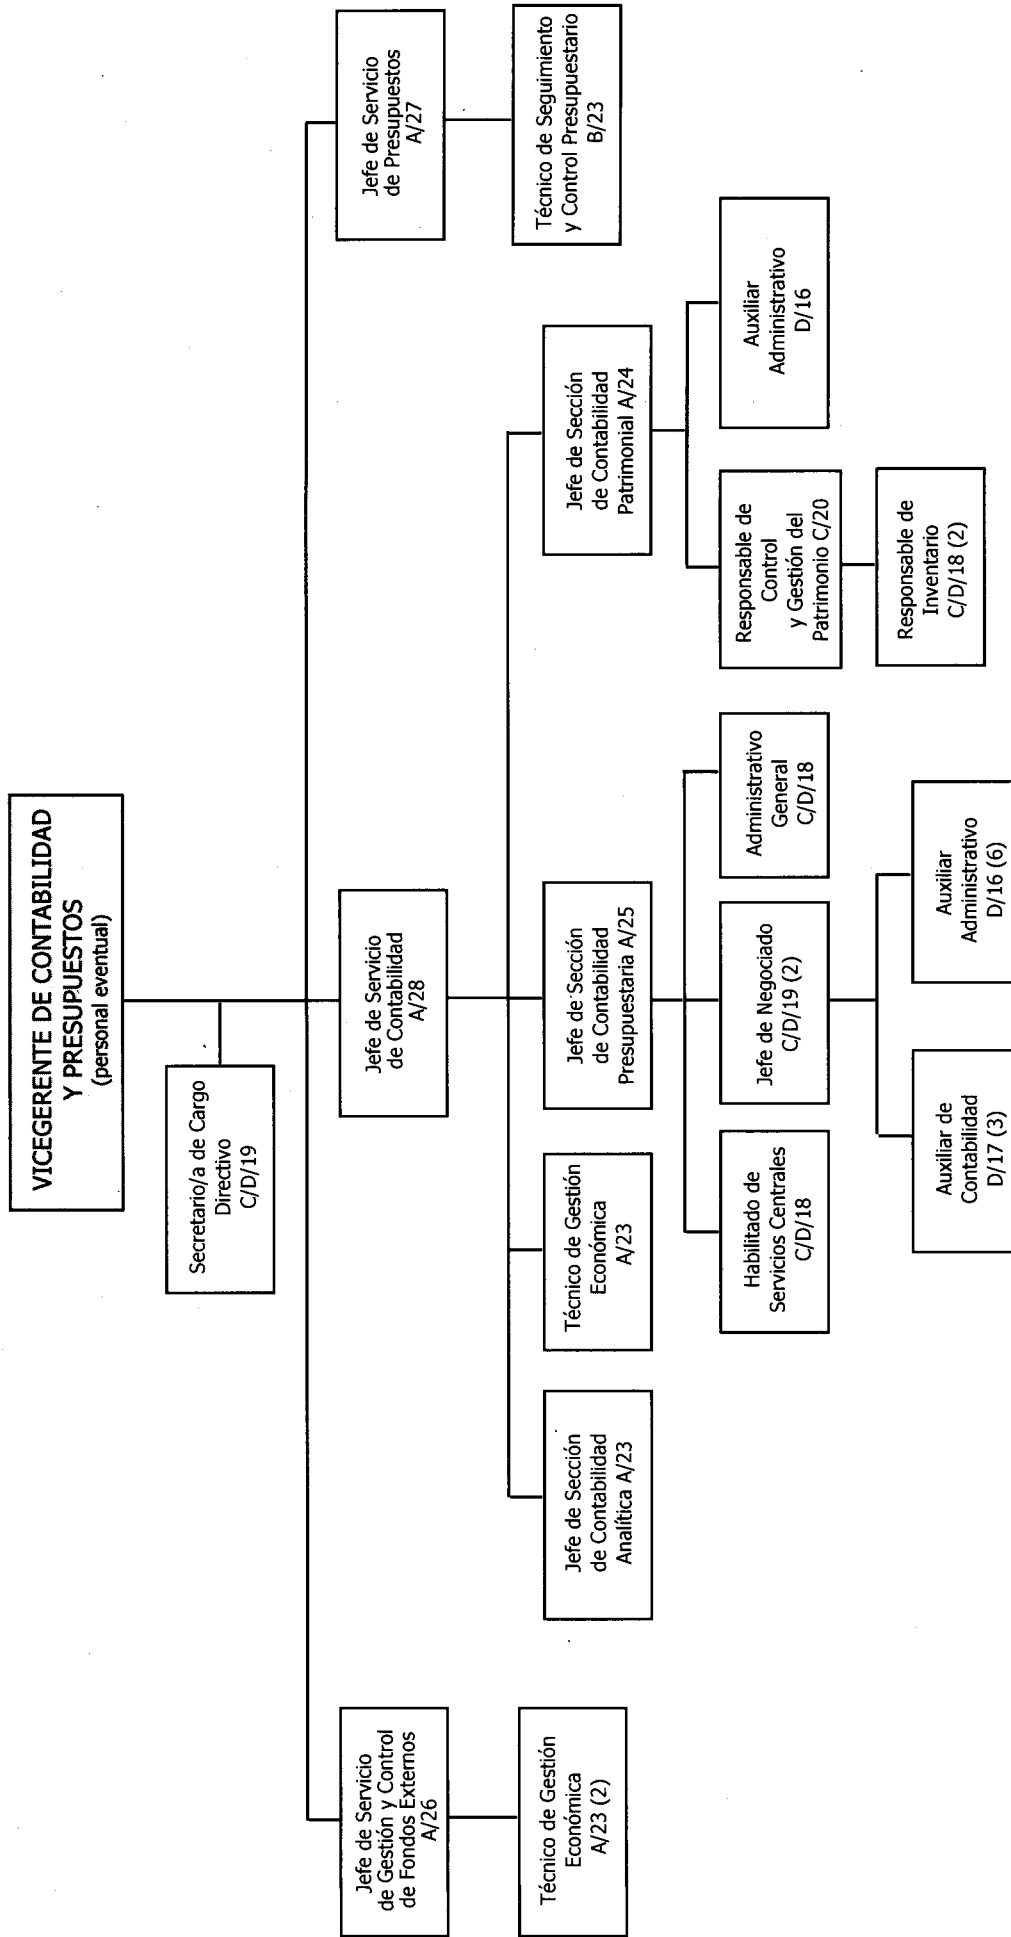 VICEGERENTE DE CONTABILIDAD
Y PRESUPUESTOS
(personal eventual)
Secretario/a de Cargo
Directivo
C/D/19
Jefe de Servicio
de Gestión y Control
de Fondos Externos
A/26
Jefe de Servicio
de Contabilidad
A/28
Jefe de Servicio
de Presupuestos
A/27
Técnico de Gestión
Económica
A/23 (2)
Técnico de Seguimiento
y Control Presupuestario
B/23
Jefe de Sección
de Contabilidad
Analítica A/23
Técnico de Gestión
Económica
A/23
Jefe de Sección
de Contabilidad
Presupuestaria A/25
Jefe de Sección
de Contabilidad
Patrimonial A/24
Habilitado de
Servicios Centrales
C/D/18
Jefe de Negociado
C/D/19 (2)
Administrativo
General
C/D/18
Responsable de
Control
y Gestión del
Patrimonio C/20
Auxiliar
Administrativo
D/16
Auxiliar de
Contabilidad
D/17 (3)
Auxiliar
Administrativo
D/16 (6)
Responsable de
Inventario
C/D/18 (2)